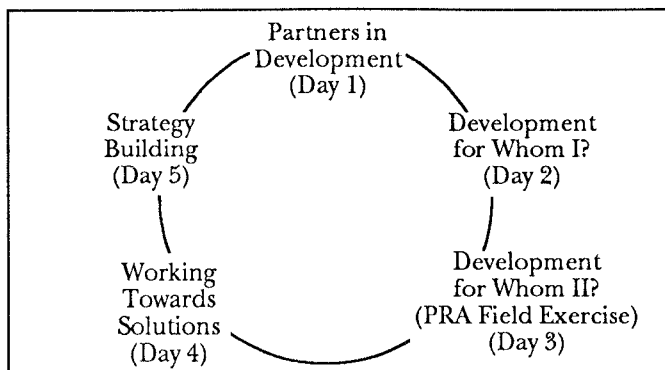 Partners in
Development
(Day 1)
Development
for Whom I?
(Day 2)
Development
for Whom II?
(PRA Field Exercise)
(Day 3)
Working
Towards
Solutions
(Day 4)
Strategy
Building
(Day 5)